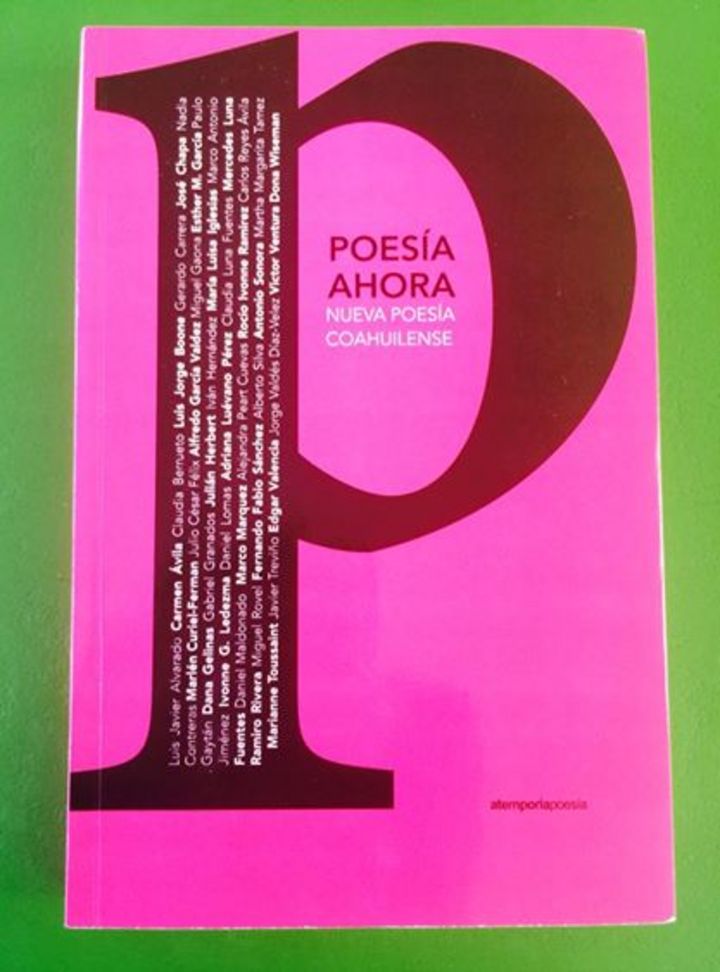 POESÍA
AHORA
NUEVA POESÍA
COAHUILENSE
Luis Javier Alvarado Carmen Ávila Claudia Berrueto Luis Jorge Boone Gerardo Carrera José Chapa Nadia
Contreras Marlén Curiel-Ferman Julio César Félix Alfredo García Valdez Miguel Gaona Esther M. García Paulo
Gaytán Dana Gelinas Gabriel Granados Julián Herbert Iván Hernández María Luisa Iglesias Marco Antonio
Jiménez Ivonne G. Ledezma Daniel Lomas Adriana Luévano Pérez Claudia Luna Fuentes Mercedes Luna
Fuentes Daniel Maldonado Marco Marquez Alejandra Peart Cuevas Rocío Ivonne Ramírez Carlos Reyes Ávila
Ramiro Rivera Miguel Rovel Fernando Fabio Sánchez Alberto Silva Antonio Sonora Martha Margarita Tamez
Marianne Toussaint Javier Treviño Edgar Valencia Jorge Valdés Díaz-Vélez Víctor Ventura Dona Wiseman
atemporiapoesía